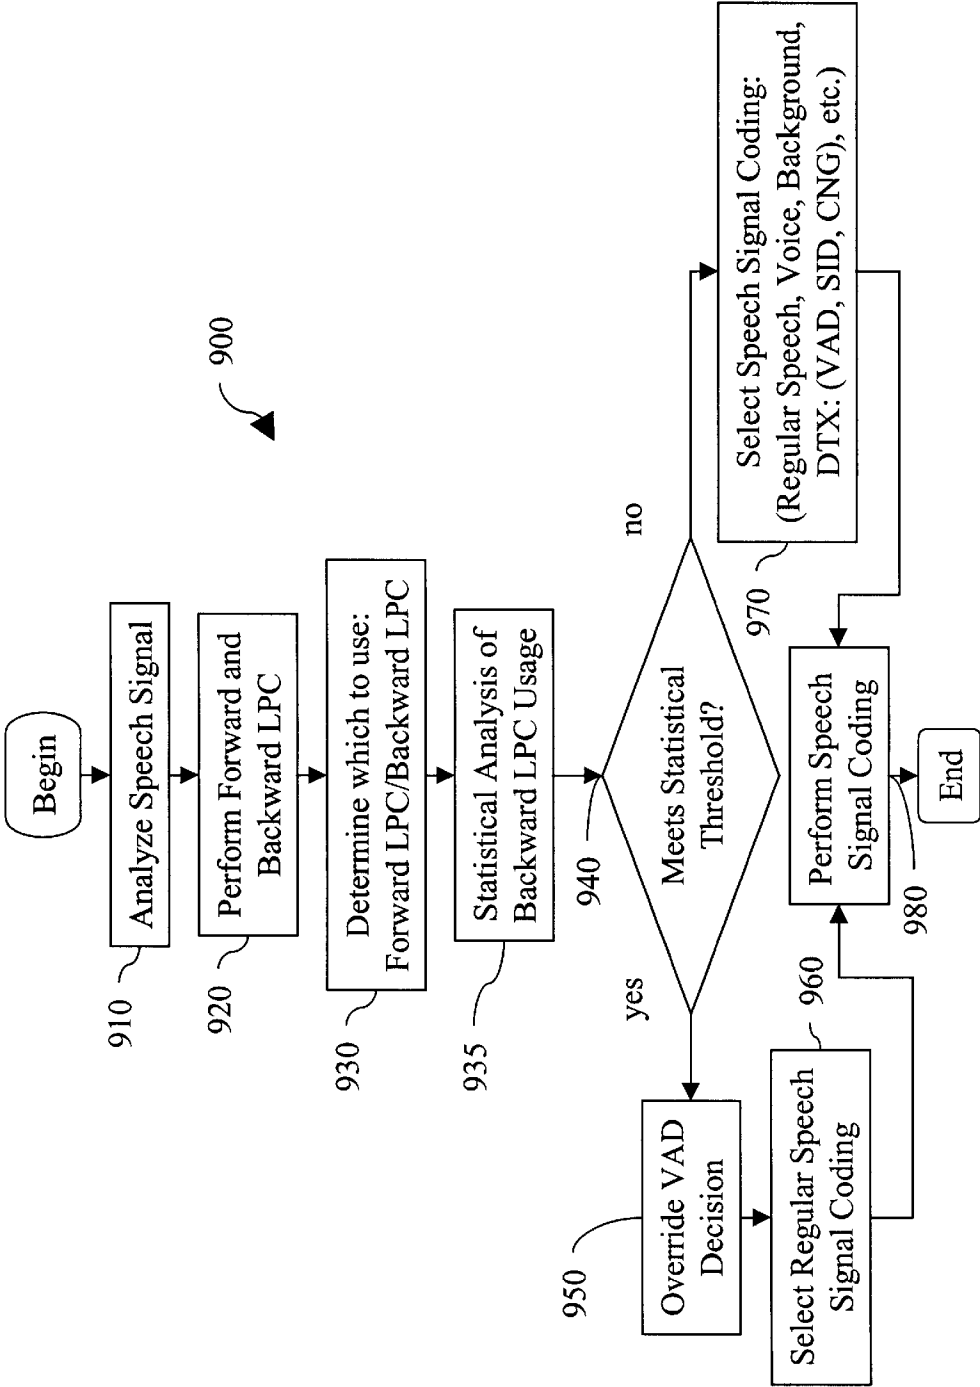 Begin
900
Analyze Speech Signal
910
Perform Forward and
Backward LPC
920
Determine which to use:
Forward LPC/Backward LPC
930
Statistical Analysis of
Backward LPC Usage
935
940
Meets Statistical
Threshold?
yes
no
Override VAD
Decision
950
Select Regular Speech
Signal Coding
960
Select Speech Signal Coding:
(Regular Speech, Voice, Background,
DTX: (VAD, SID, CNG), etc.)
970
Perform Speech
Signal Coding
980
End